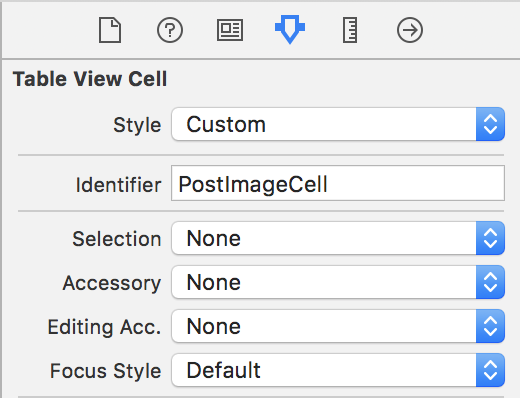 ?
Table View Cell
Style Custom
Identifier PostImageCell
Selection None
Accessory None
Editing Acc. None
Focus Style Default